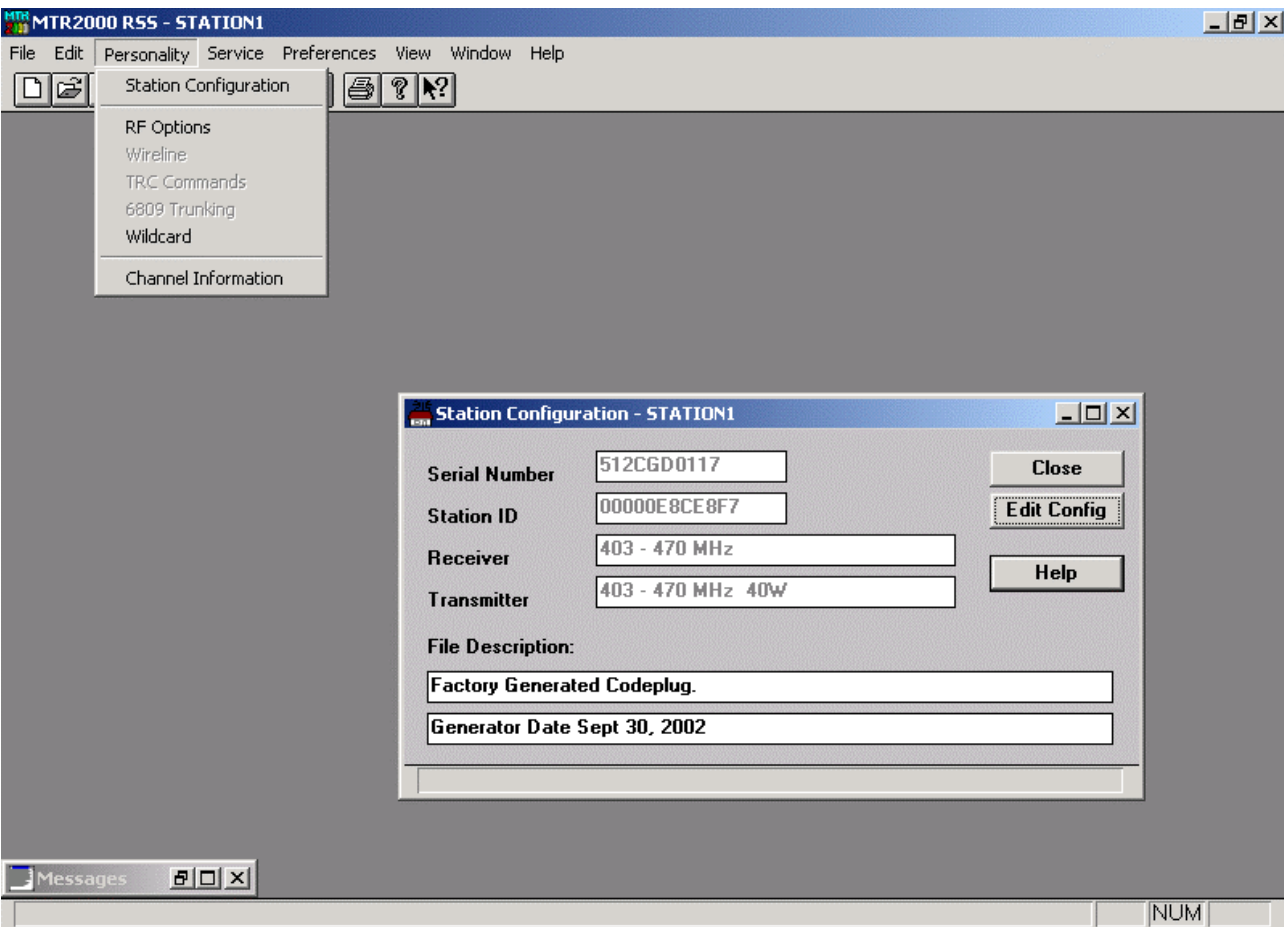 MTR2000 RSS - STATION1
File Edit Personality Service Preferences View Window Help
Station Configuration
RF Options
Wireline
TRC Commands
6809 Trunking
Wildcard
Channel Information
Station Configuration - STATION1
Serial Number 512CGD0117 Close
Station ID 00000E8CE8F7 Edit Config
Receiver 403 - 470 MHz
Help
Transmitter 403 - 470 MHz 40W
File Description:
Factory Generated Codeplug.
Generator Date Sept 30, 2002
Messages
NUM